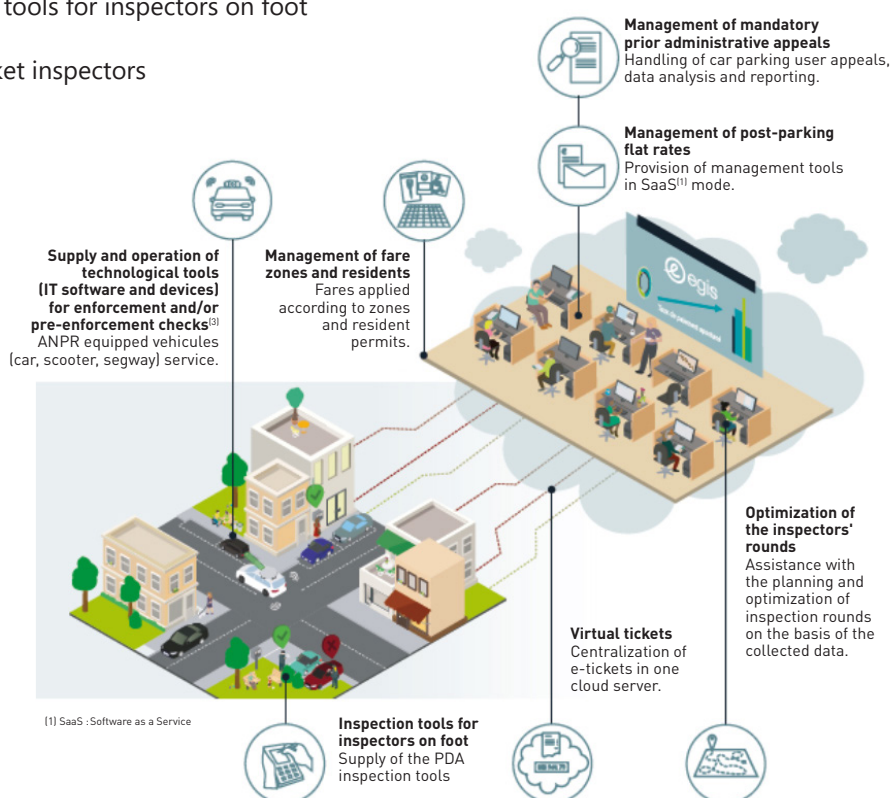 tools for inspectors on foot
ket inspectors
Management of mandatory
prior administrative appeals
Handling of car parking user appeals,
data analysis and reporting.
Management of post-parking
flat rates
Provision of management tools
in SaaS(1) mode.
Supply and operation of
technological tools
(IT software and devices)
for enforcement and/or
pre-enforcement checks(3)
ANPR equipped vehicules
(car, scooter, segway) service.
Management of fare
zones and residents
Fares applied
according to zones
and resident
permits.
egis
Optimization of
the inspectors'
rounds
Assistance with
the planning and
optimization of
inspection rounds
on the basis of the
collected data.
Virtual tickets
Centralization of
e-tickets in one
cloud server.
(1) SaaS : Software as a Service
Inspection tools for
inspectors on foot
Supply of the PDA
inspection tools